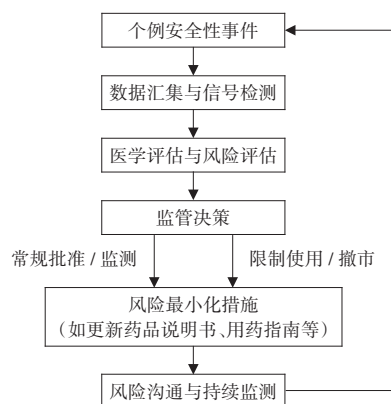 个例安全性事件
数据汇集与信号检测
医学评估与风险评估
监管决策
常规批准 / 监测
限制使用 / 撤市
风险最小化措施
（如更新药品说明书、用药指南等）
风险沟通与持续监测